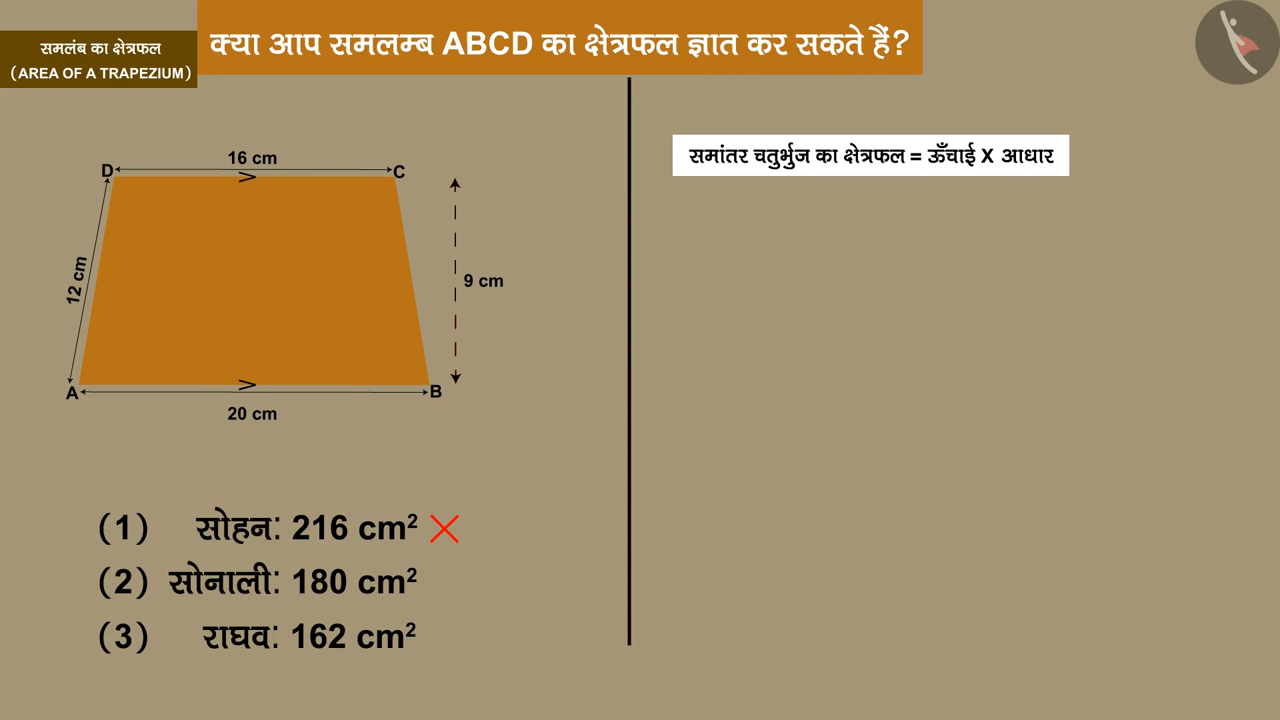 समलंब का क्षेत्रफल
(AREA OF A TRAPEZIUM)
क्या आप समलम्ब ABCD का क्षेत्रफल ज्ञात कर सकते हैं?
समांतर चतुर्भुज का क्षेत्रफल = ऊँचाई X आधार
16 cm
D
C
12 cm
9 cm
A
B
20 cm
(1) सोहन: 216 cm²
(2) सोनाली: 180 cm²
(3) राघव: 162 cm²